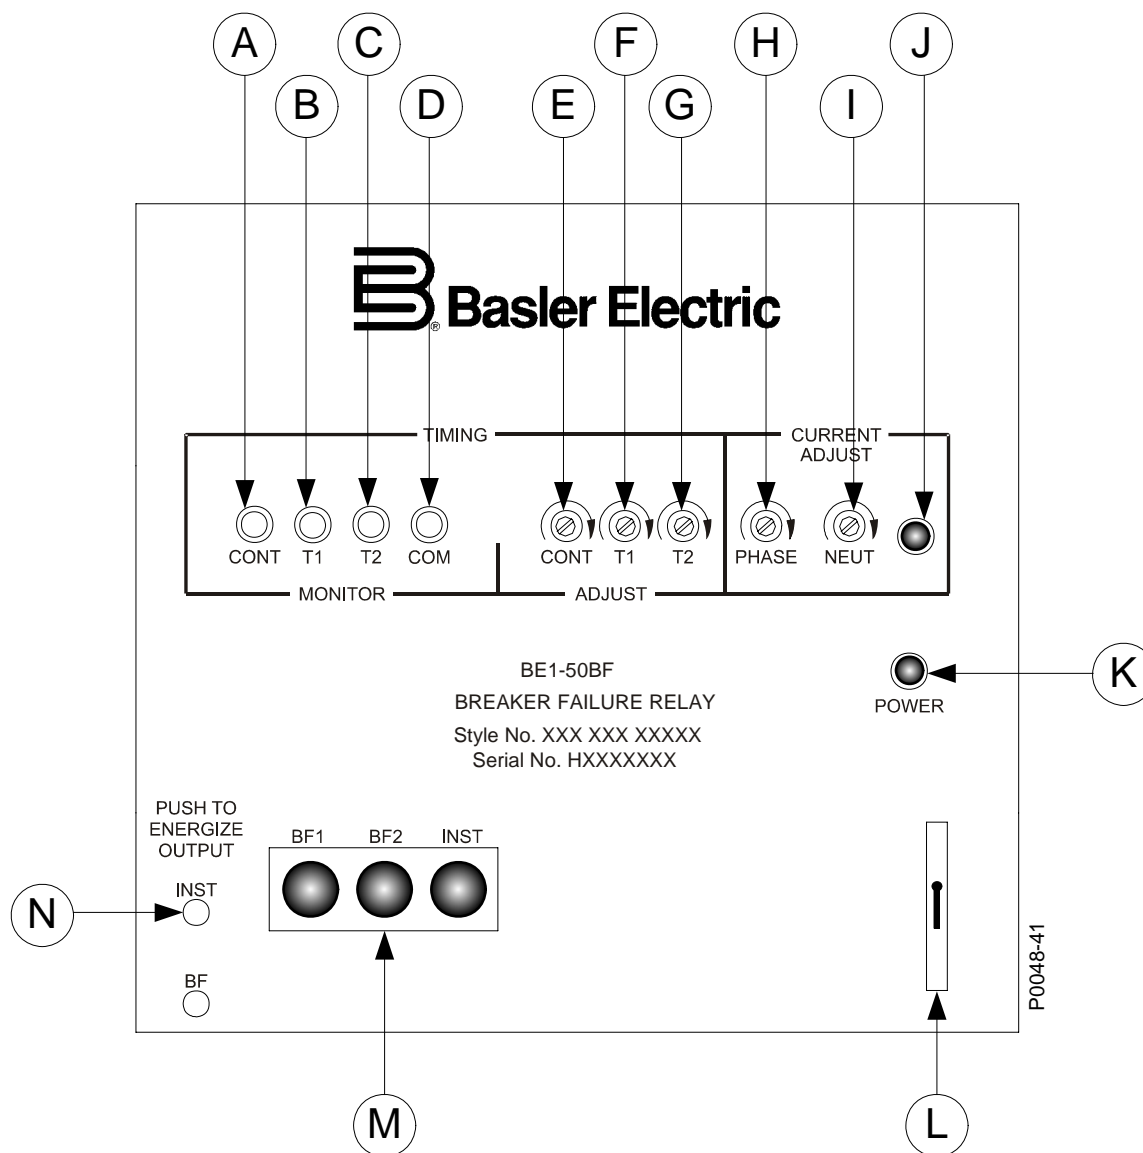 A C F H J
B D E G I
® Basler Electric
TIMING
CURRENT
ADJUST
CONT T1 T2 COM CONT T1 T2 PHASE NEUT
MONITOR ADJUST
BE1-50BF
BREAKER FAILURE RELAY
Style No. XXX XXX XXXXX
Serial No. HXXXXXXX
POWER
K
PUSH TO
ENERGIZE
OUTPUT
BF1 BF2 INST
INST
N
BF
P0048-41
M L